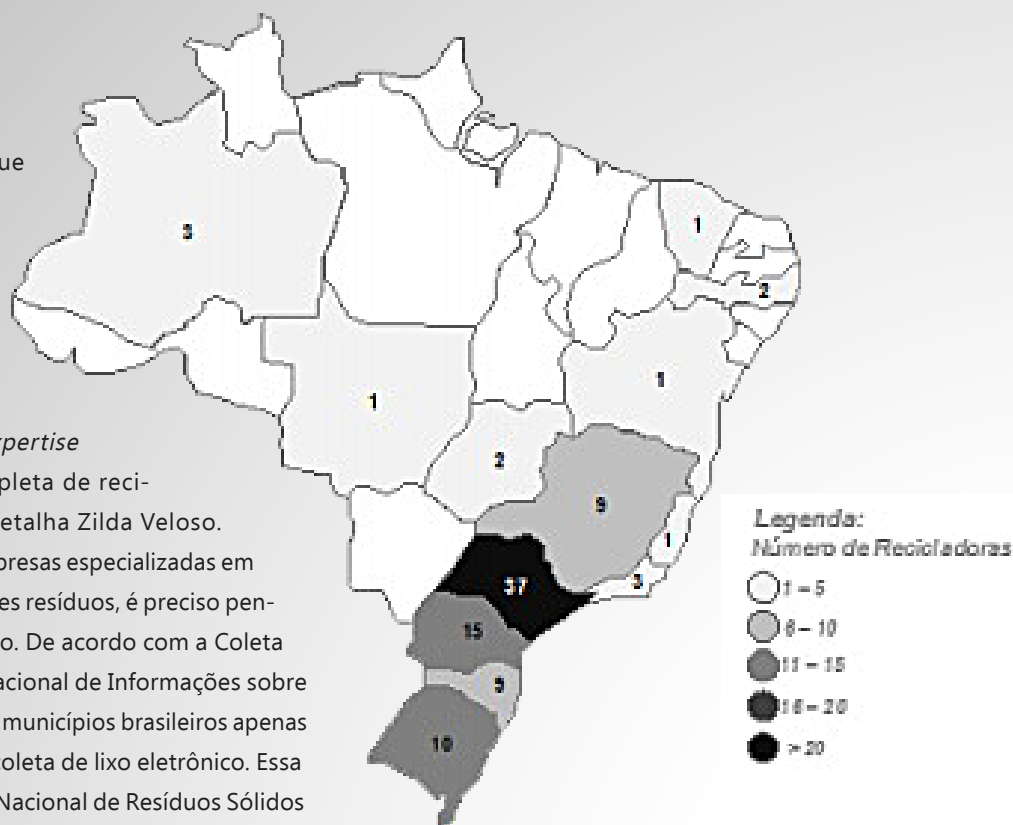 ue
expertise
pleta de reci-
etalha Zilda Veloso.
presas especializadas em
es resíduos, é preciso pen-
o. De acordo com a Coleta
acional de Informações sobre
municípios brasileiros apenas
coleta de lixo eletrônico. Essa
Nacional de Resíduos Sólidos
3
1
2
1
1
2
9
1
3
37
15
9
10
Legenda:
Número de Recicladoras
1 – 5
6 – 10
11 – 15
16 – 20
> 20